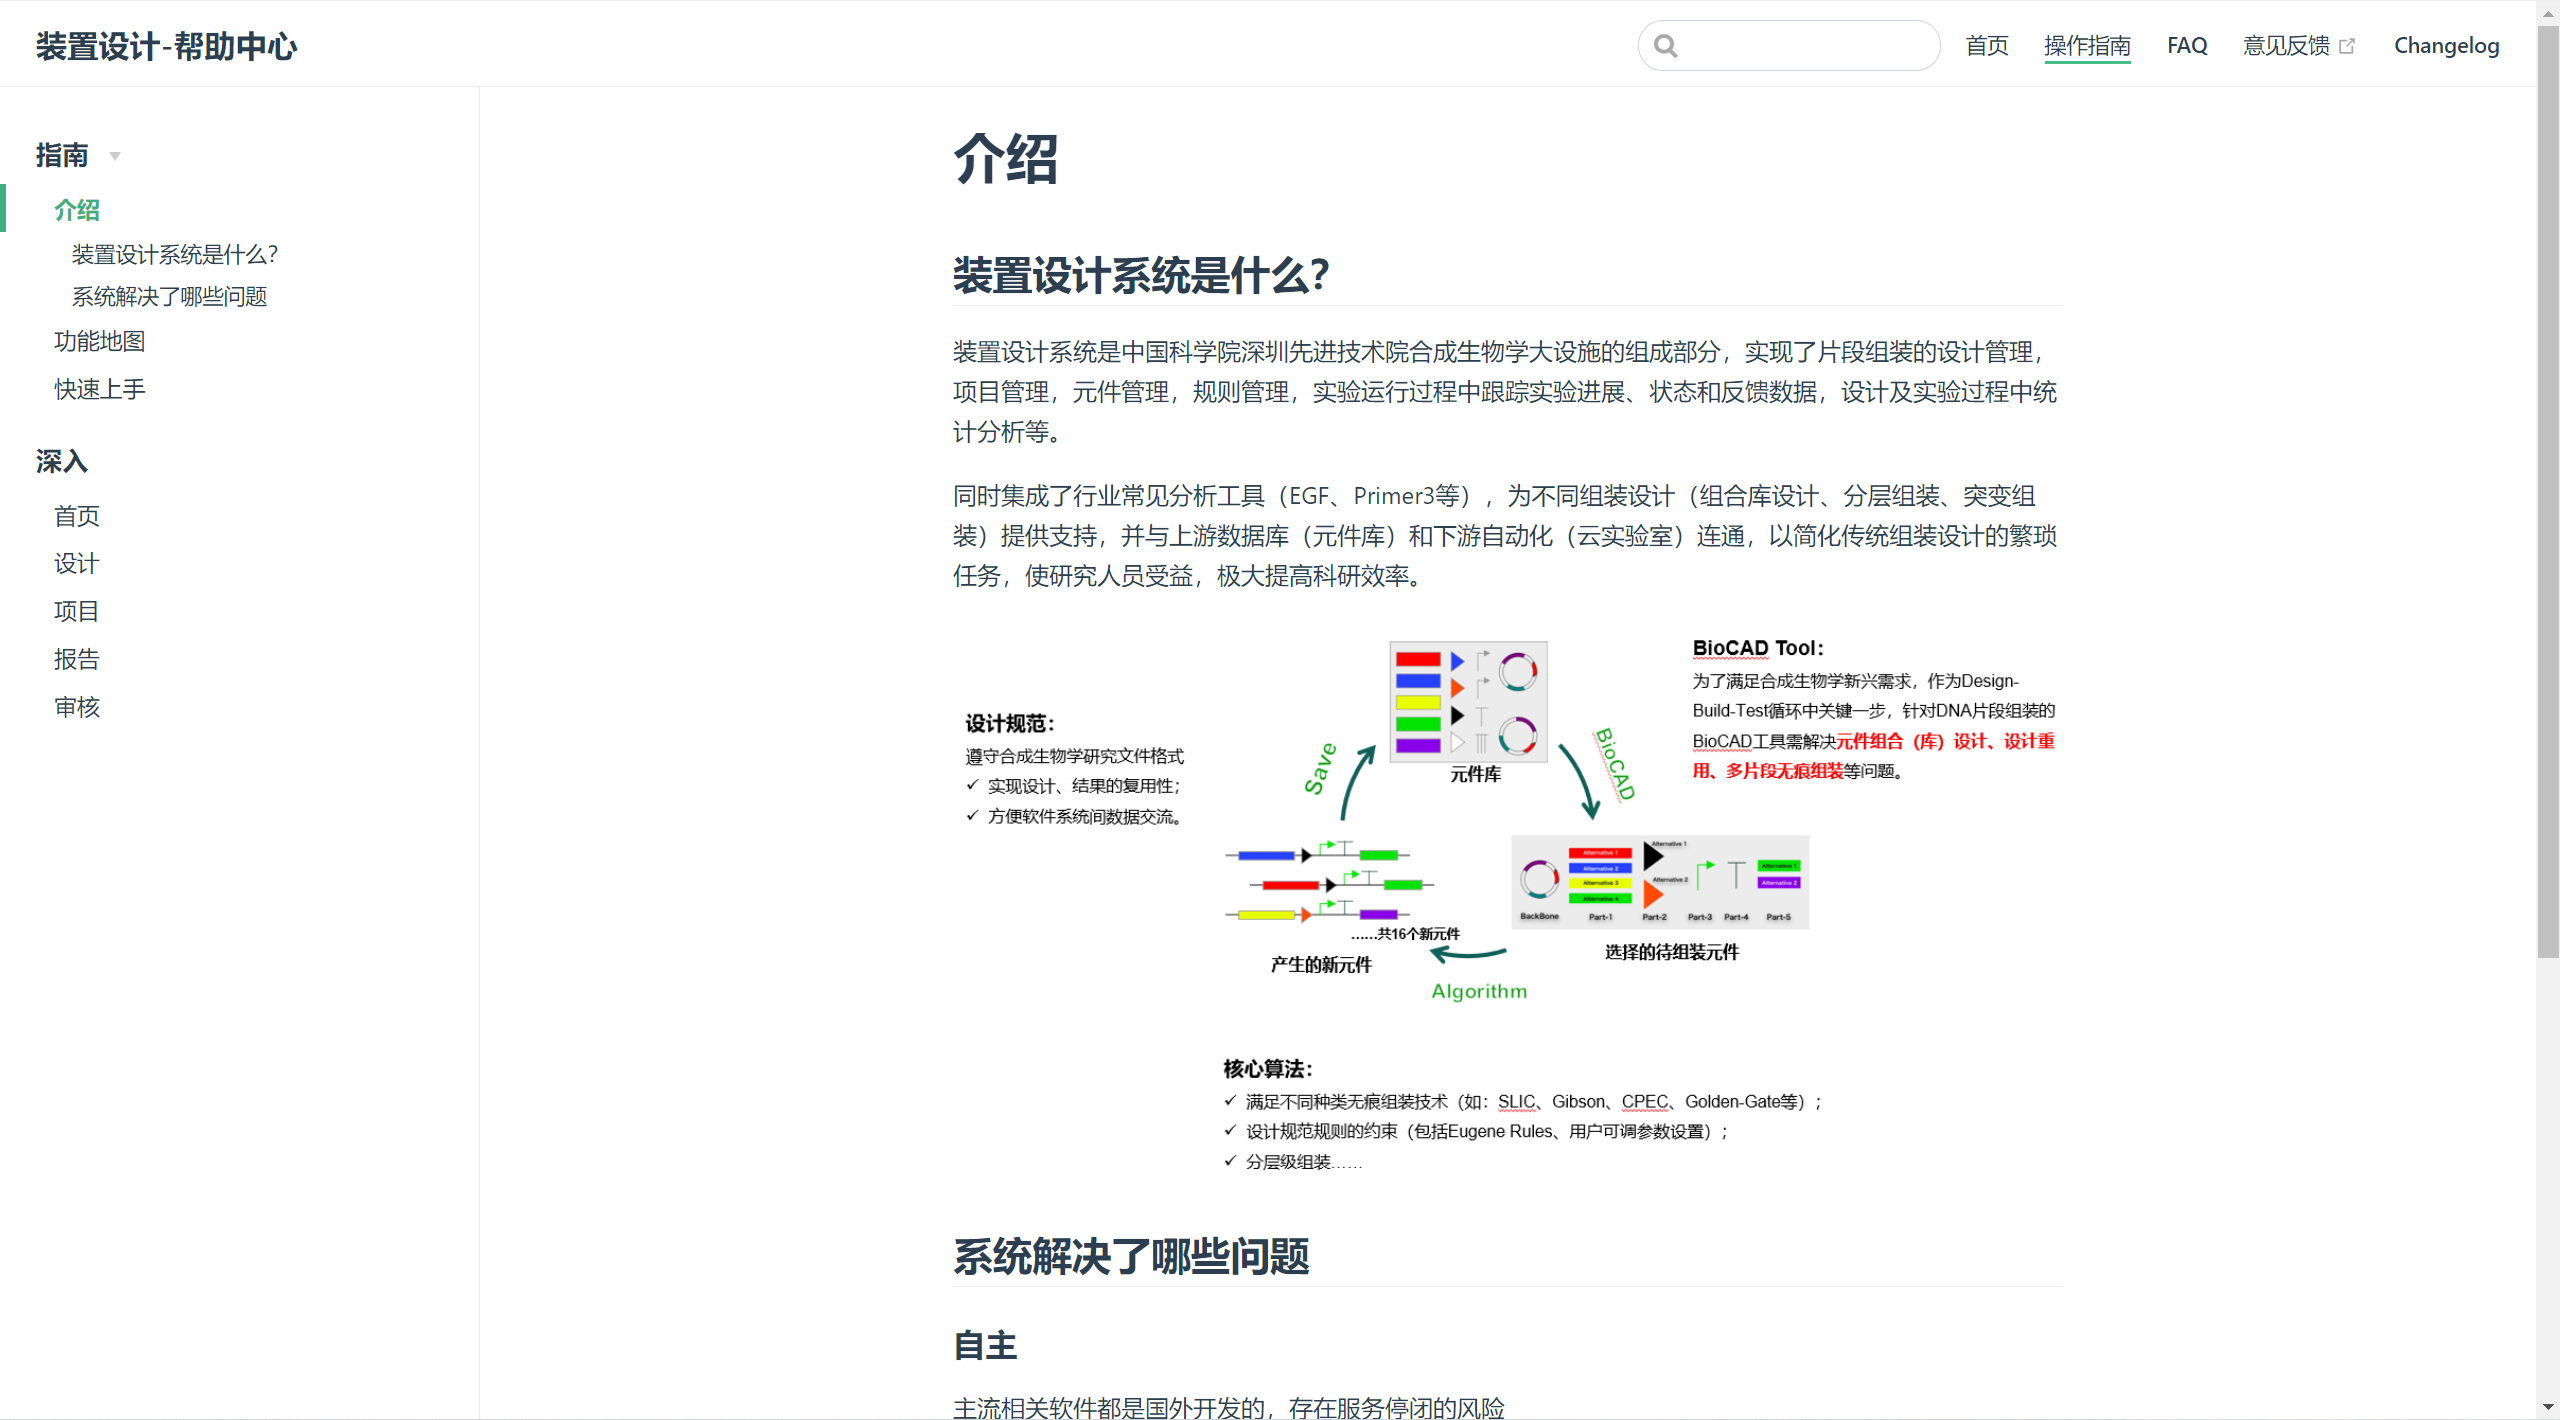 装置设计-帮助中心
首页
操作指南
FAQ
意见反馈
Changelog
指南
介绍
装置设计系统是什么？
系统解决了哪些问题
功能地图
快速上手
深入
首页
设计
项目
报告
审核
介绍
装置设计系统是什么？
装置设计系统是中国科学院深圳先进技术院合成生物学大设施的组成部分，实现了片段组装的设计管理，
项目管理，元件管理，规则管理，实验运行过程中跟踪实验进展、状态和反馈数据，设计及实验过程中统
计分析等。
同时集成了行业常见分析工具（EGF、Primer3等），为不同组装设计（组合库设计、分层组装、突变组
装）提供支持，并与上游数据库（元件库）和下游自动化（云实验室）连通，以简化传统组装设计的繁琐
任务，使研究人员受益，极大提高科研效率。
设计规范：
遵守合成生物学研究文件格式
✓ 实现设计、结果的复用性；
✓ 方便软件系统间数据交流。
Save
元件库
BioCAD
BioCAD Tool：
为了满足合成生物学新兴需求，作为Design-
Build-Test循环中关键一步，针对DNA片段组装的
BioCAD工具需解决元件组合（库）设计、设计重
用、多片段无痕组装等问题。
……共16个新元件
产生的新元件
Alternative 1
Alternative 2
Alternative 3
Alternative 4
Alternative 1
Alternative 2
Alternative 1
Alternative 2
BackBone
Part-1
Part-2
Part-3
Part-4
Part-5
选择的待组装元件
Algorithm
核心算法：
✓ 满足不同种类无痕组装技术（如：SLIC、Gibson、CPEC、Golden-Gate等）；
✓ 设计规范规则的约束（包括Eugene Rules、用户可调参数设置）；
✓ 分层级组装……
系统解决了哪些问题
自主
主流相关软件都是国外开发的，存在服务停闭的风险